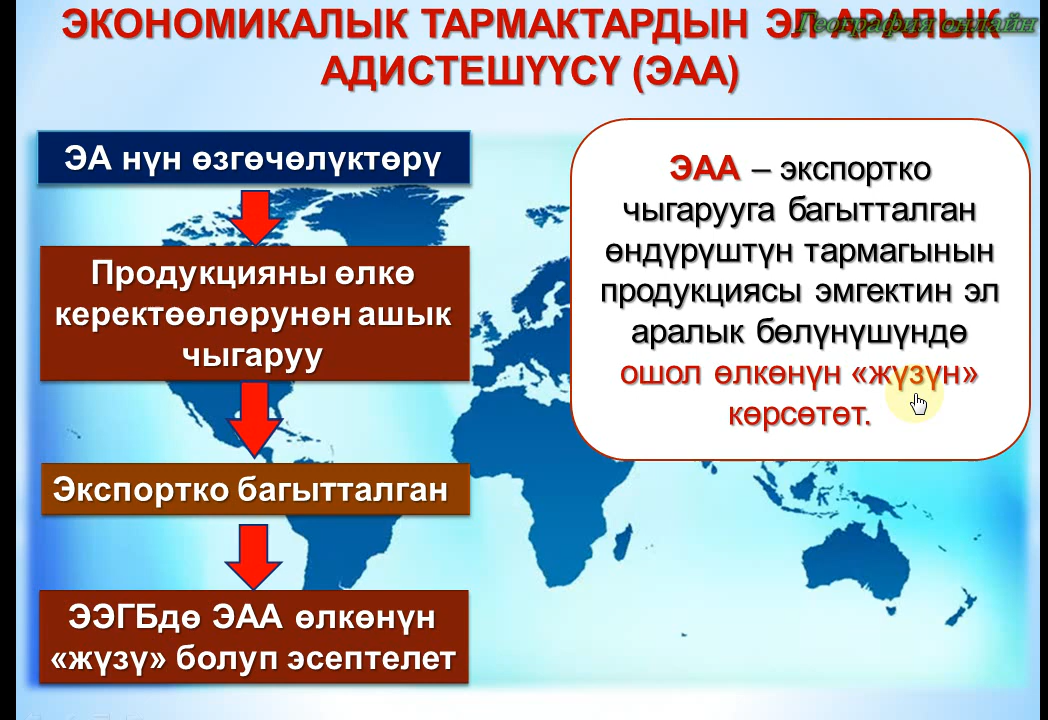 ЭКОНОМИКАЛЫК ТАРМАКТАРДЫН ЭЛ АРАЛЫК
География онлайн
АДИСТЕШҮҮСҮ (ЭАА)
ЭА нүн өзгөчөлүктөрү
Продукцияны өлкө
керектөөлөрунөн ашык
чыгаруу
Экспортко багытталган
ЭЭГБдө ЭАА өлкөнүн
«жүзү» болуп эсептелет
ЭАА – экспортко
чыгарууга багытталган
өндүрүштүн тармагынын
продукциясы эмгектин эл
аралык бөлүнүшүндө
ошол өлкөнүн «жүзүн»
көрсөтөт.